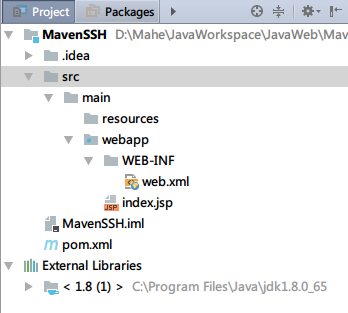 Project Packages
MavenSSH D:\Mahe\JavaWorkspace\JavaWeb\Mav
.idea
src
main
resources
webapp
WEB-INF
web.xml
index.jsp
MavenSSH.iml
pom.xml
External Libraries
< 1.8 (1) > C:\Program Files\Java\jdk1.8.0_65